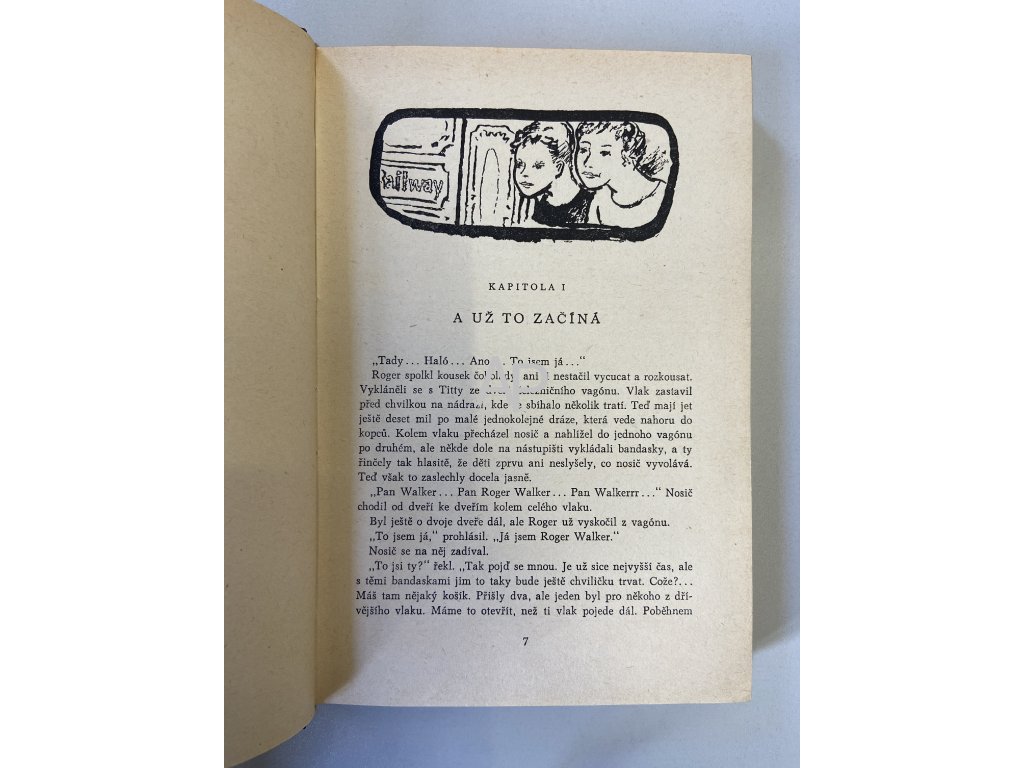 ailway
KAPITOLA I
A UŽ TO ZAČÍNÁ
„Tady... Haló... Ano... To jsem já...“
Roger spolkl kousek čokolády, ani nestačil vycucat a rozkousat.
Vykláněli se s Titty ze dveří železničního vagónu. Vlak zastavil
před chvilkou na nádraží, kde se sbíhalo několik tratí. Teď mají jet
ještě deset mil po malé jednokolejné dráze, která vede nahoru do
kopců. Kolem vlaku přecházel nosič a nahlížel do jednoho vagónu
po druhém, ale někde dole na nástupišti vykládali bandasky, a ty
řinčely tak hlasitě, že děti zprvu ani neslyšely, co nosič vyvolává.
Teď však to zaslechly docela jasně.
„Pan Walker... Pan Roger Walker... Pan Walkerrr...“ Nosič
chodil od dveří ke dveřím kolem celého vlaku.
Byl ještě o dvoje dveře dál, ale Roger už vyskočil z vagónu.
„To jsem já,“ prohlásil. „Já jsem Roger Walker.“
Nosič se na něj zadíval.
„To jsi ty?“ řekl. „Tak pojď se mnou. Je už sice nejvyšší čas, ale
s těmi bandaskami jim to taky bude ještě chviličku trvat. Cože?...
Máš tam nějaký košík. Přišly dva, ale jeden byl pro někoho z dří-
vějšího vlaku. Máme to otevřít, než ti vlak pojede dál. Poběhnem
7